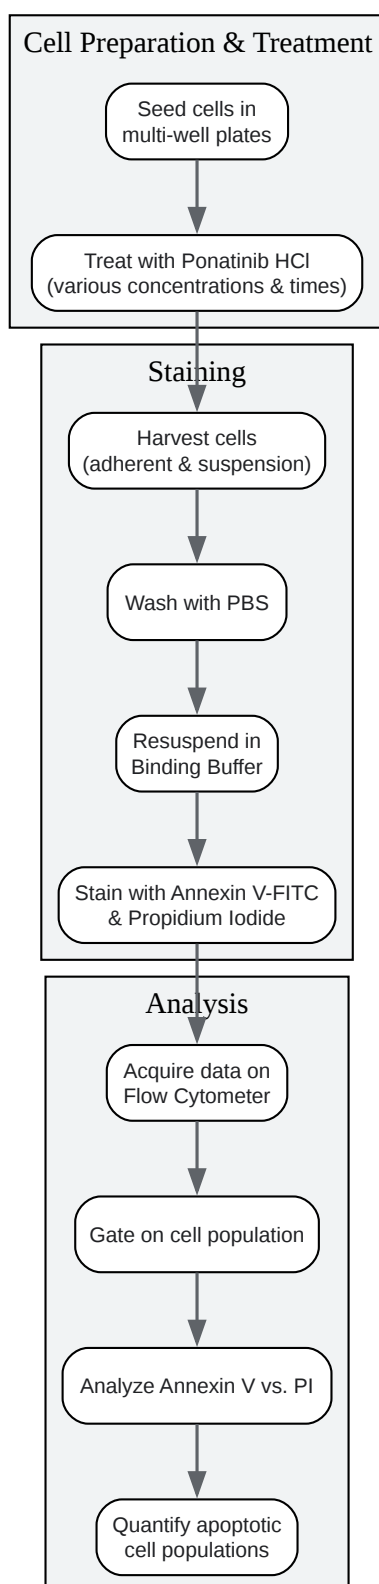 Cell Preparation & Treatment
Seed cells in
multi-well plates
Treat with Ponatinib HCl
(various concentrations & times)
Staining
Harvest cells
(adherent & suspension)
Wash with PBS
Resuspend in
Binding Buffer
Stain with Annexin V-FITC
& Propidium Iodide
Analysis
Acquire data on
Flow Cytometer
Gate on cell population
Analyze Annexin V vs. PI
Quantify apoptotic
cell populations